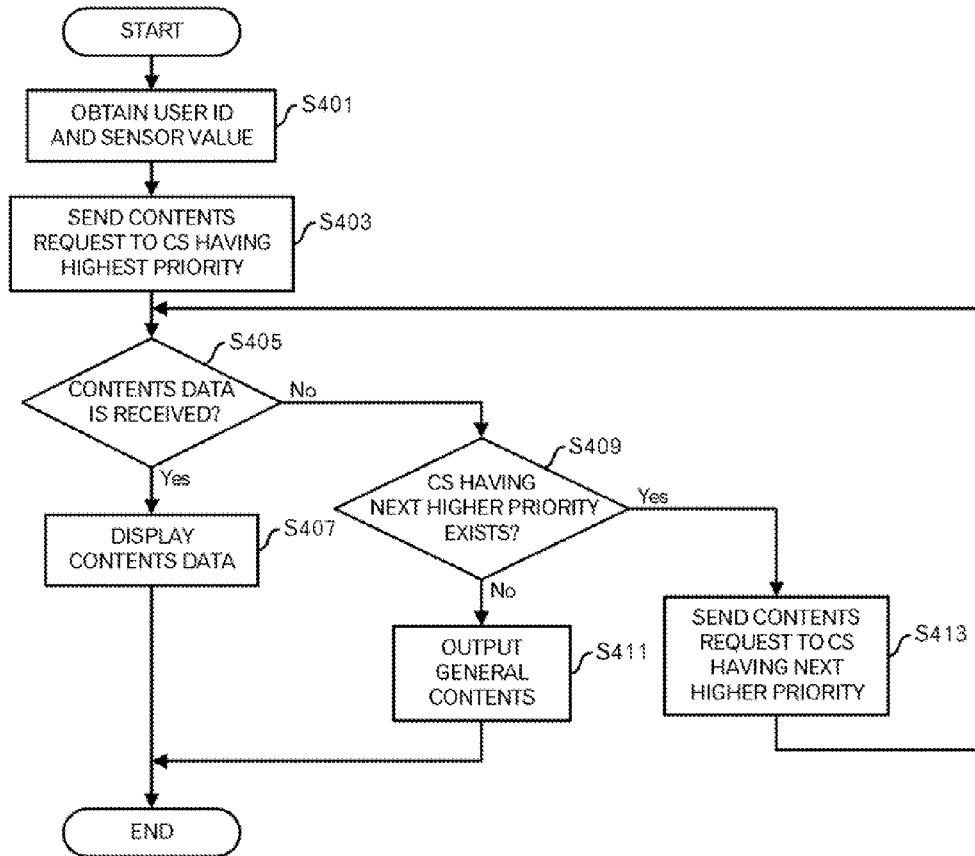 START
OBTAIN USER ID
AND SENSOR VALUE
S401
SEND CONTENTS
REQUEST TO CS HAVING
HIGHEST PRIORITY
S403
S405
CONTENTS DATA
IS RECEIVED?
No
Yes
S409
CS HAVING
NEXT HIGHER PRIORITY
EXISTS?
Yes
No
DISPLAY
CONTENTS DATA
S407
OUTPUT
GENERAL
CONTENTS
S411
SEND CONTENTS
REQUEST TO CS
HAVING NEXT
HIGHER PRIORITY
S413
END